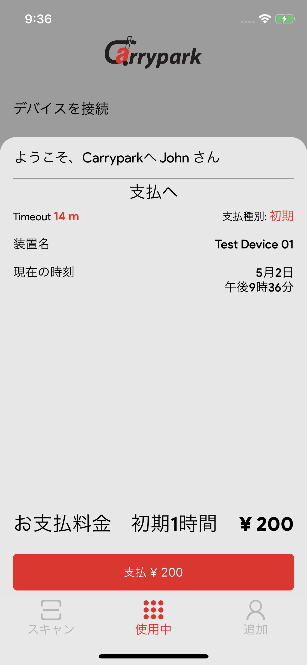 9:36
Carrypark
デバイスを接続
ようこそ、Carryparkへ John さん
支払へ
Timeout 14 m 支払種別: 初期
装置名 Test Device 01
現在の時刻 5月2日
午後9時36分
お支払料金 初期1時間 ¥ 200
支払 ¥ 200
スキャン 使用中 追加